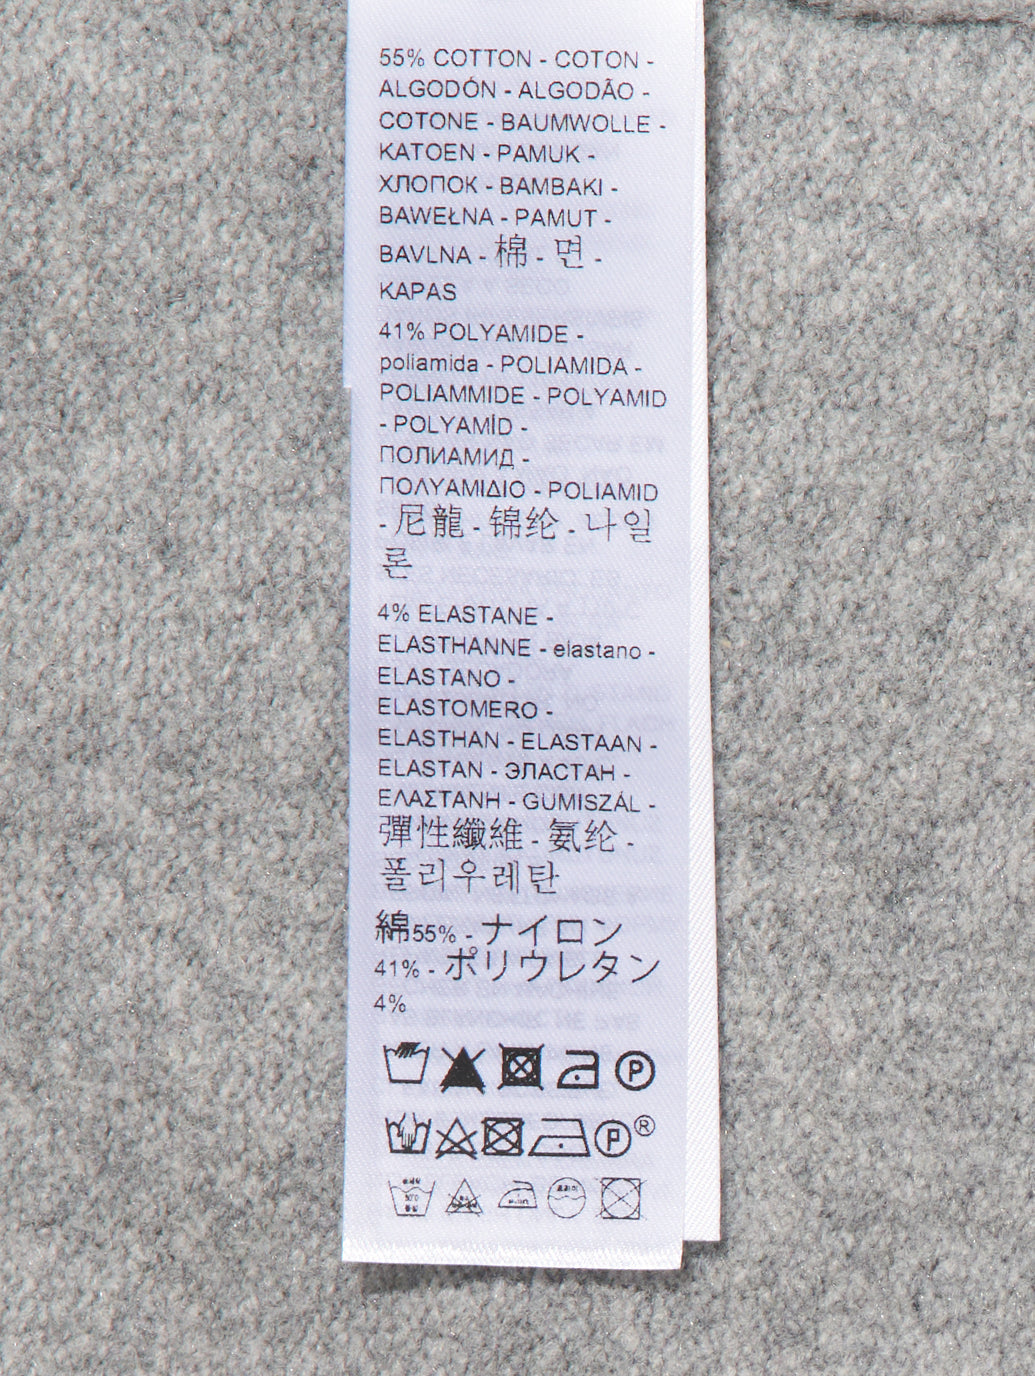 55% COTTON - COTON -
ALGODÓN - ALGODÃO -
COTONE - BAUMWOLLE -
KATOEN - PAMUK -
ХЛОПОК - BAMBAKI -
BAWEŁNA - PAMUT -
BAVLNA - 棉 - 면 -
KAPAS
41% POLYAMIDE -
poliamida - POLIAMIDA -
POLIAMMIDE - POLYAMID
- POLYAMİD -
ПОЛИАМИД -
ΠΟΛΥΑΜΙΔΙΟ - POLIAMID
- 尼龍 - 锦纶 - 나일
론
4% ELASTANE -
ELASTHANNE - elastano -
ELASTANO -
ELASTOMERO -
ELASTHAN - ELASTAAN -
ELASTAN - ЭЛАСТАН -
ΕΛΑΣΤΑΝΗ - GUMISZÁL -
彈性纖維 - 氨纶 -
폴리우레탄
綿55% - ナイロン
41% - ポリウレタン
4%
P
P ®